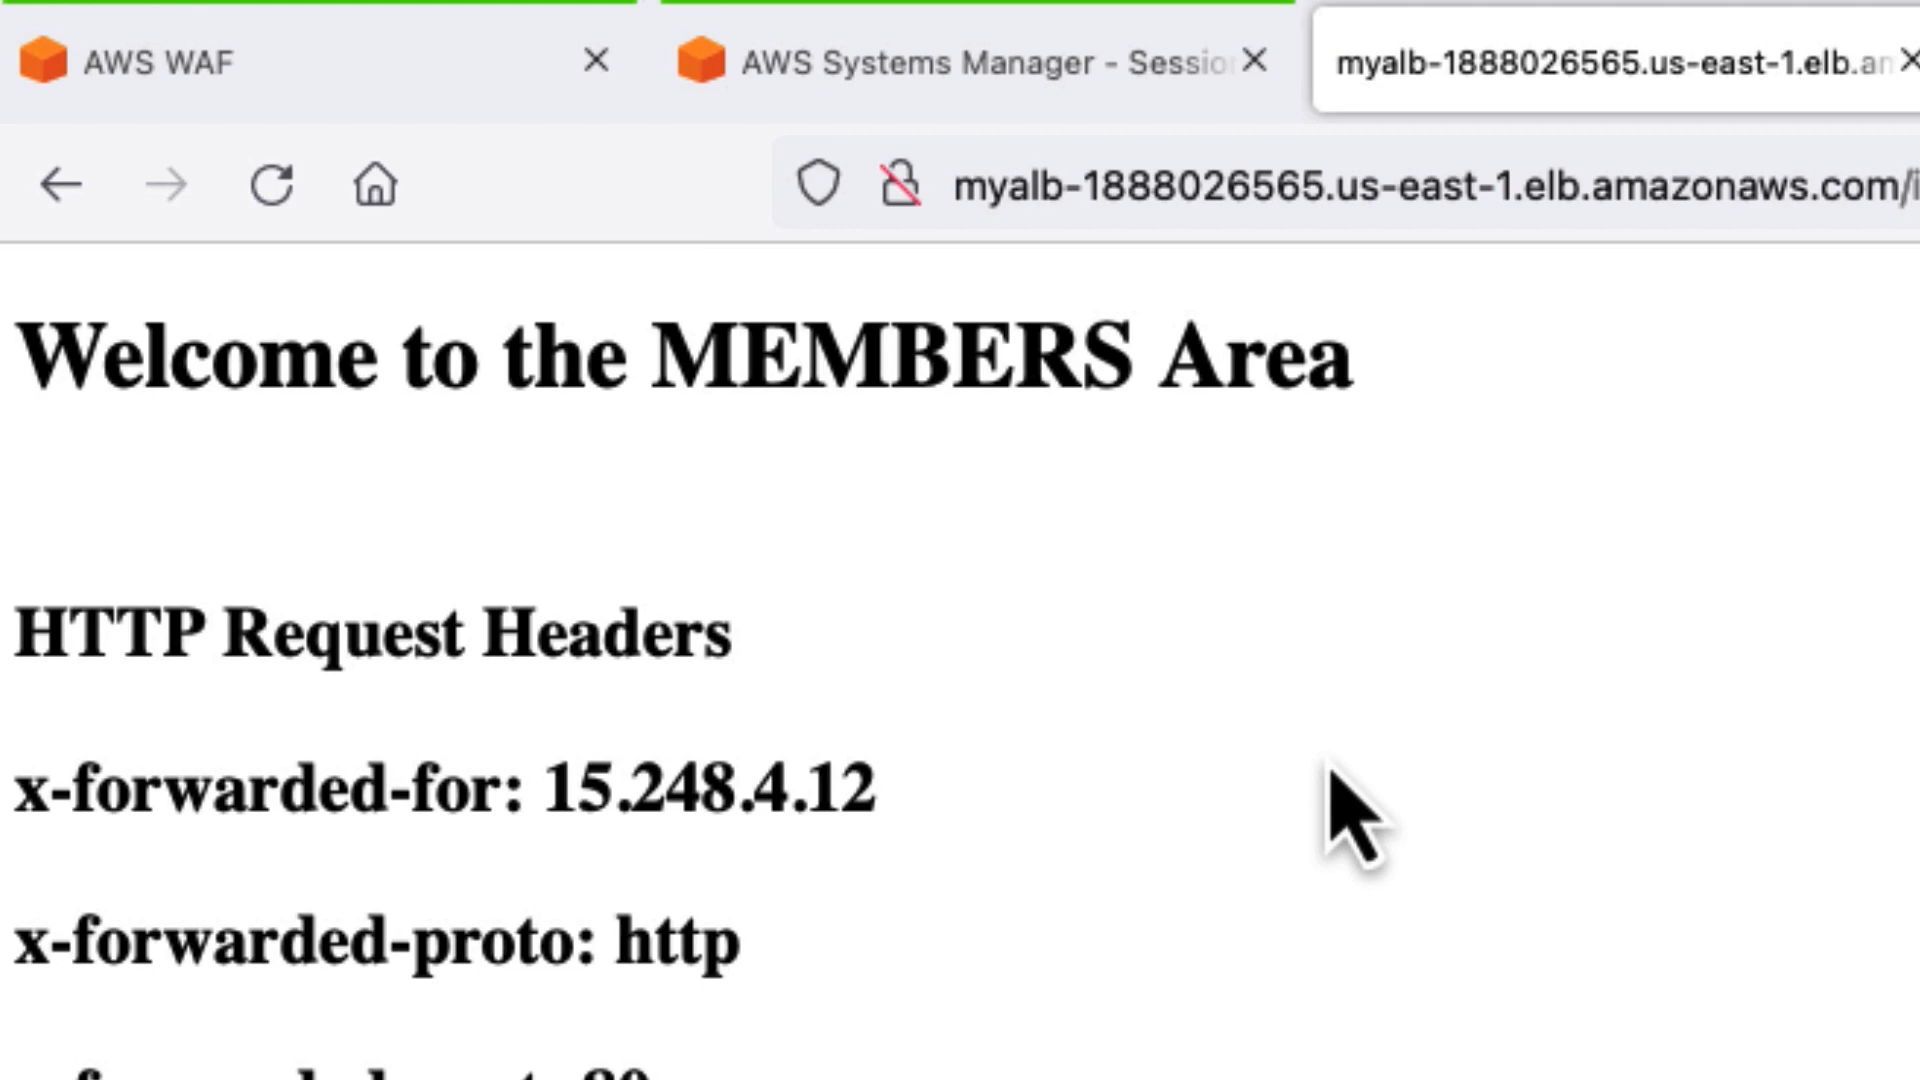 AWS WAF
AWS Systems Manager - Sessio
myalb-1888026565.us-east-1.elb.an
myalb-1888026565.us-east-1.elb.amazonaws.com/i
Welcome to the MEMBERS Area
HTTP Request Headers
x-forwarded-for: 15.248.4.12
x-forwarded-proto: http